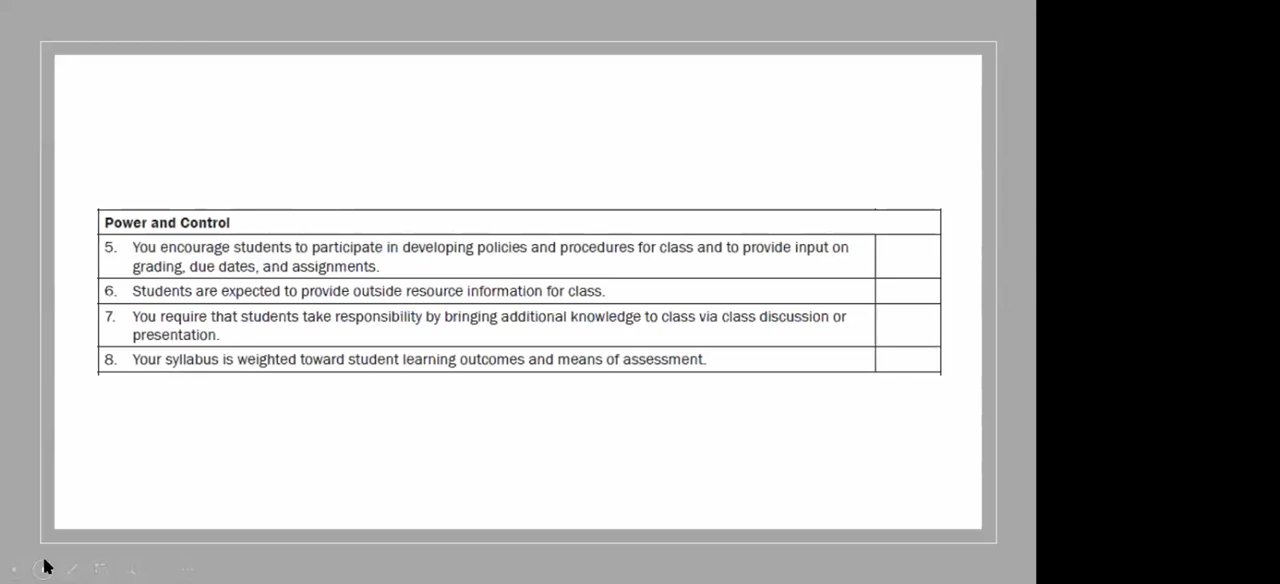 Power and Control
5. You encourage students to participate in developing policies and procedures for class and to provide input on
grading, due dates, and assignments.
6. Students are expected to provide outside resource information for class.
7. You require that students take responsibility by bringing additional knowledge to class via class discussion or
presentation.
8. Your syllabus is weighted toward student learning outcomes and means of assessment.